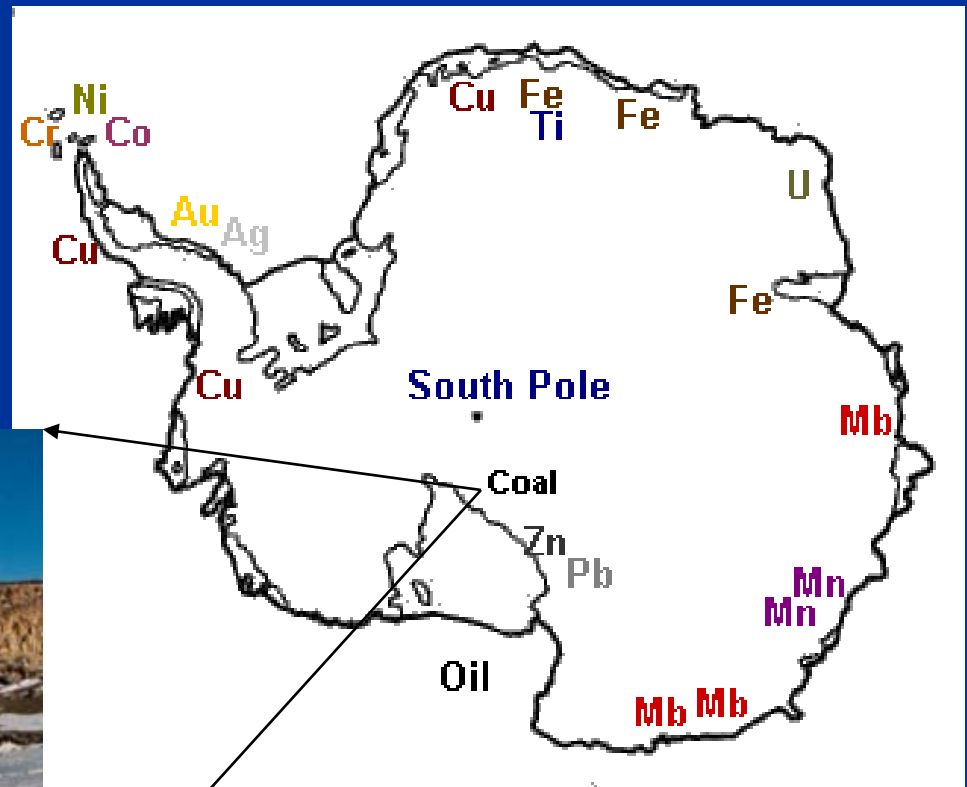 Ni
Cr Co
Cu Fe
Ti Fe
U
Au
Ag
Cu
Fe
Cu
South Pole
Mb
Coal
Zn
Pb
Mn
Mn
Oil
Mb Mb